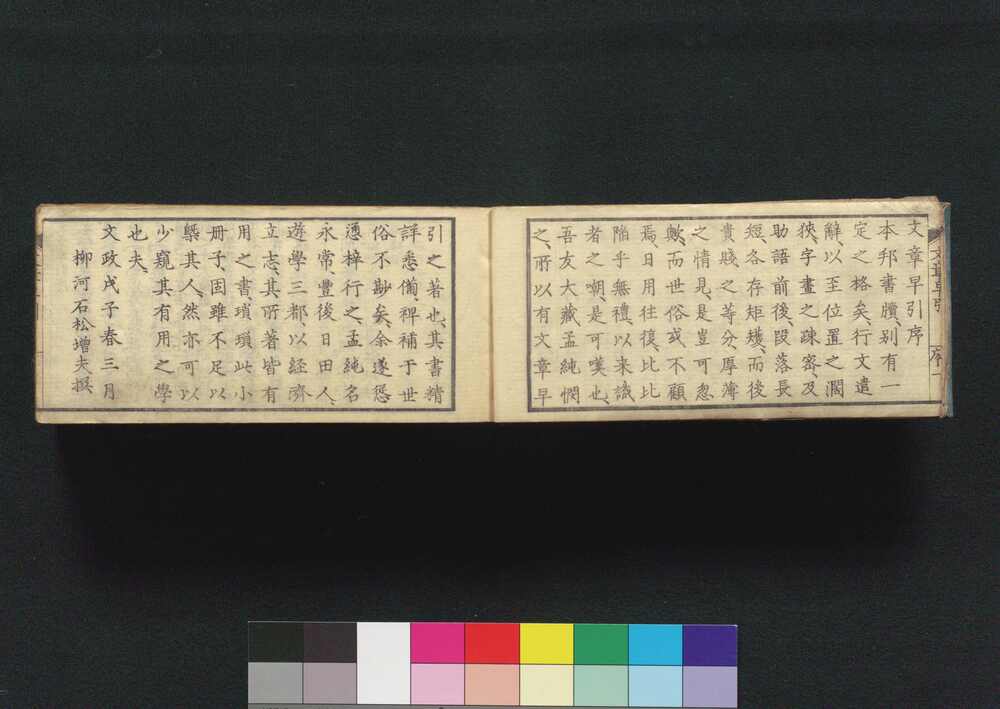 文章早引序
本邦書牘、別有一
定之格矣、行文遣
辭、以至位置之濶
狹、字畫之疎密、及
助語前後、段落長
短、各存矩矱、而後
貴賤之等分、厚薄
之情見、是豈可忽
歟、而世俗或不顧
焉、日用往復、比比
陥乎無禮、以来識
者之嘲、是可嘆也、
吾友大藏孟純憫
之、所以有文章早
引之著也、其書精
詳悉備、裨補于世
俗不尠矣、余遂慫
慂梓行之、孟純名
永常、豐後日田人、
遊學三都、以経濟
立志、其所著皆有
用之書、瑣瑣此小
册子、固雖不足以
槩其人、然亦可以
少窺其有用之學
也夫、
文政戊子春三月
柳河石松增夫撰
文章早引
序
一